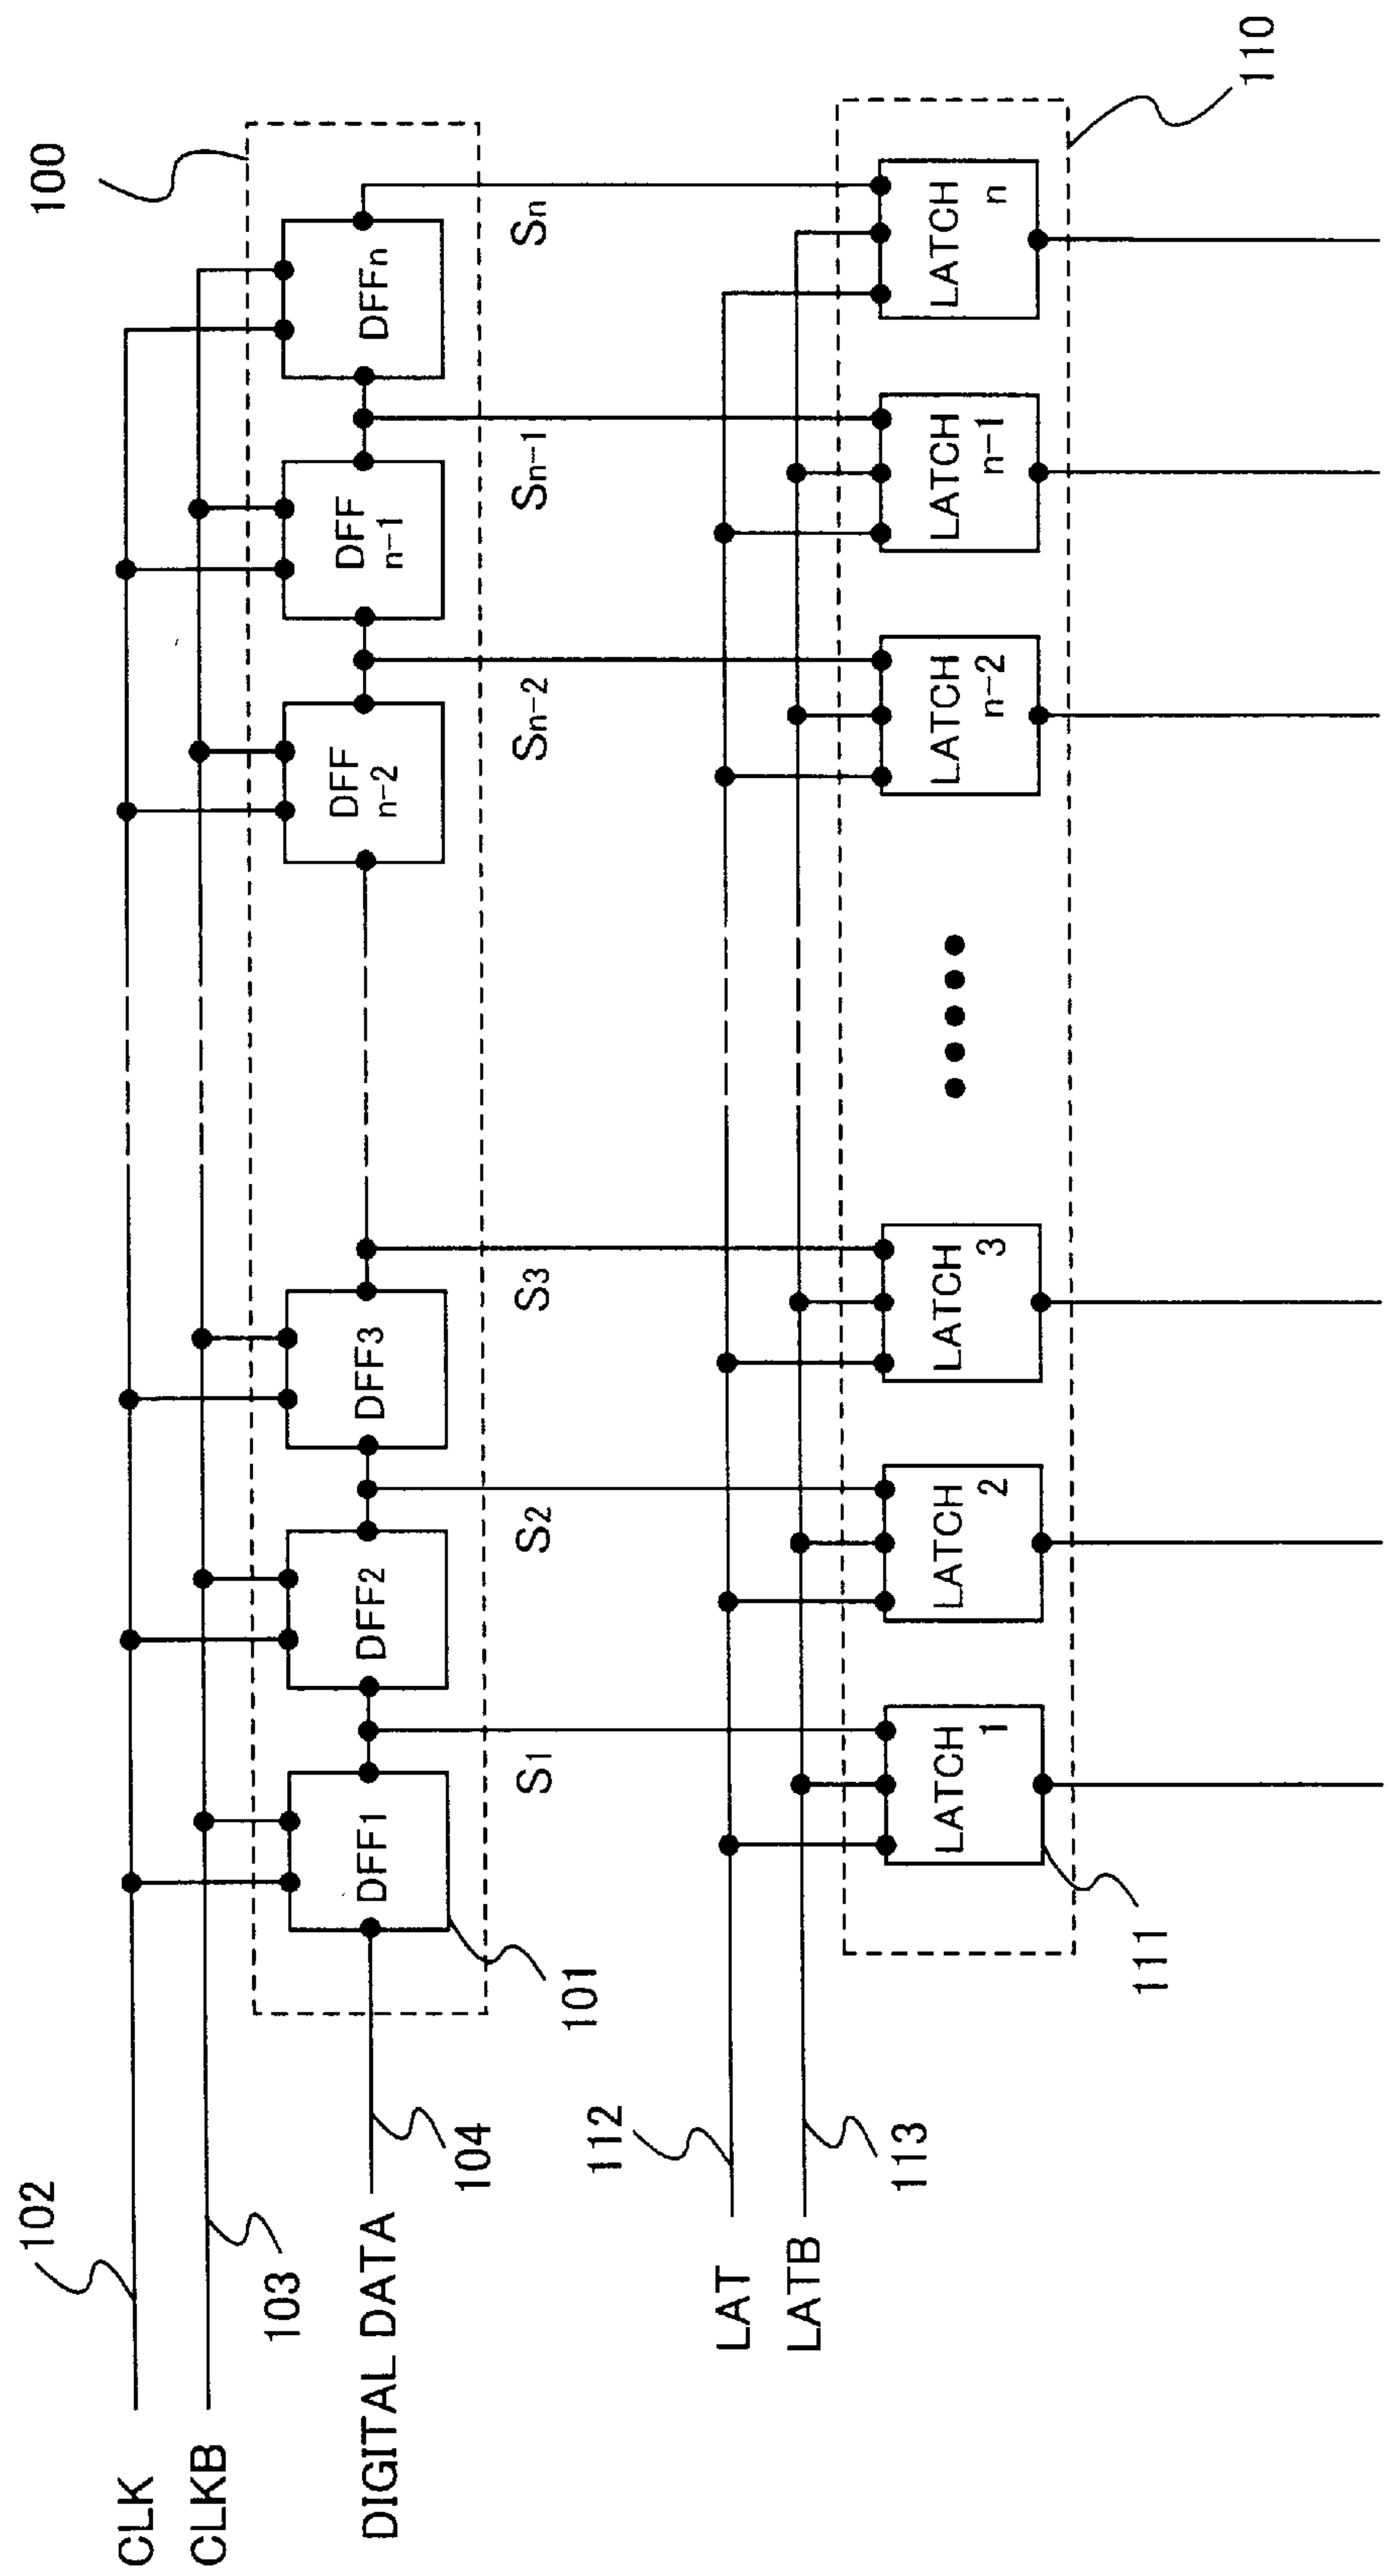 100
102
CLK
103
CLKB
DFF1
DFF2
DFF3
DFF
n-2
DFF
n-1
DFFn
101
104
DIGITAL DATA
S1
S2
S3
Sn-2
Sn-1
Sn
112
LAT
113
LATB
LATCH
1
LATCH
2
LATCH
3
LATCH
n-2
LATCH
n-1
LATCH
n
111
110